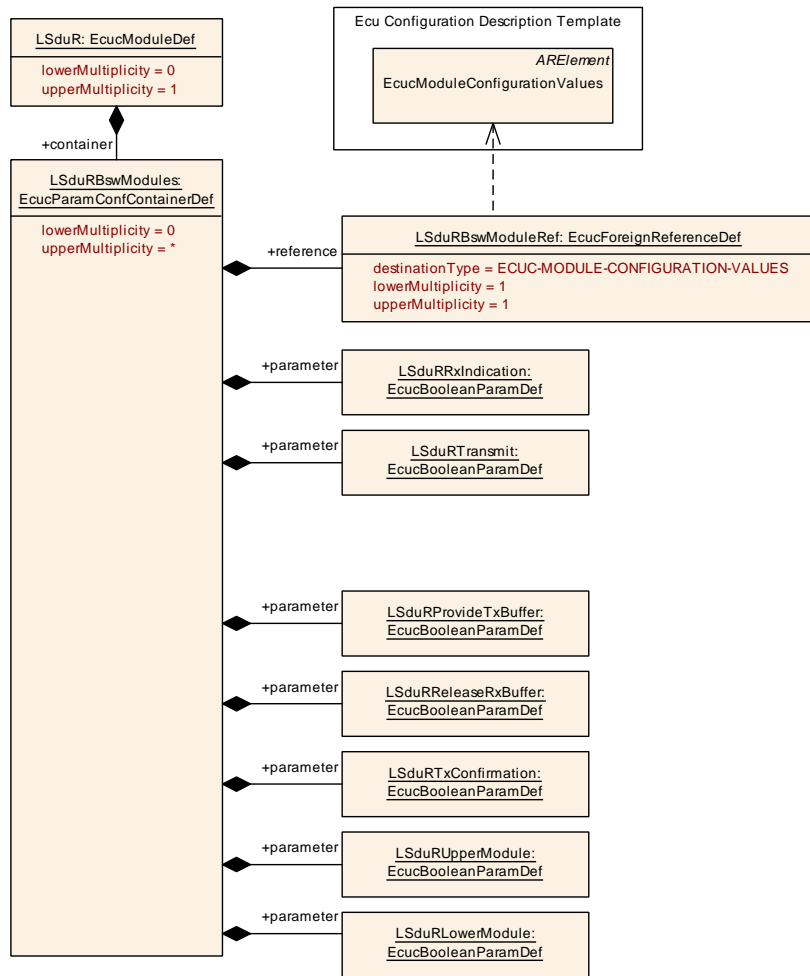 LSduR: EcucModuleDef
lowerMultiplicity = 0
upperMultiplicity = 1
Ecu Configuration Description Template
ARElement
EcucModuleConfigurationValues
+container
LSduRBswModules:
EcucParamConfContainerDef
lowerMultiplicity = 0
upperMultiplicity = *
+reference
LSduRBswModuleRef: EcucForeignReferenceDef
destinationType = ECUC-MODULE-CONFIGURATION-VALUES
lowerMultiplicity = 1
upperMultiplicity = 1
+parameter
LSduRRxIndication:
EcucBooleanParamDef
+parameter
LSduRTransmit:
EcucBooleanParamDef
+parameter
LSduRProvideTxBuffer:
EcucBooleanParamDef
+parameter
LSduRReleaseRxBuffer:
EcucBooleanParamDef
+parameter
LSduRTxConfirmation:
EcucBooleanParamDef
+parameter
LSduRUpperModule:
EcucBooleanParamDef
+parameter
LSduRLowerModule:
EcucBooleanParamDef